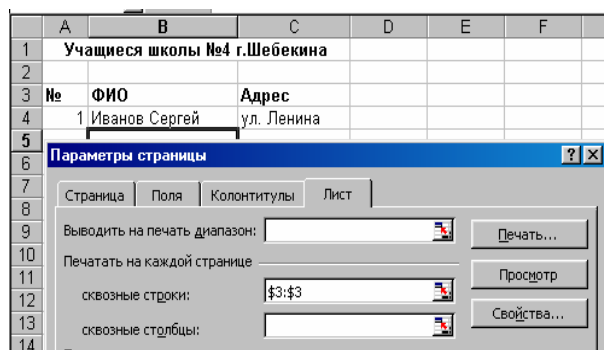 A B C D E F
1 Учащиеся школы №4 г.Шебекина
2
3 № ФИО Адрес
4 1 Иванов Сергей ул. Ленина
5
6 Параметры страницы
7 Страница Поля Колонтитулы Лист
8
9 Выводить на печать диапазон: Печать...
10 Печатать на каждой странице
11 Просмотр
12 сквозные строки: $3:$3
13 сквозные столбцы: Свойства...
14